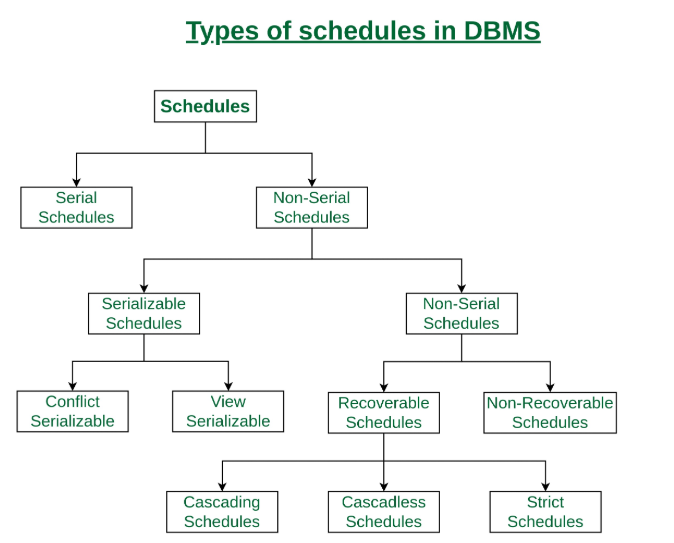 Types of schedules in DBMS
Schedules
Serial
Schedules
Non-Serial
Schedules
Serializable
Schedules
Non-Serial
Schedules
Conflict
Serializable
View
Serializable
Recoverable
Schedules
Non-Recoverable
Schedules
Cascading
Schedules
Cascadless
Schedules
Strict
Schedules